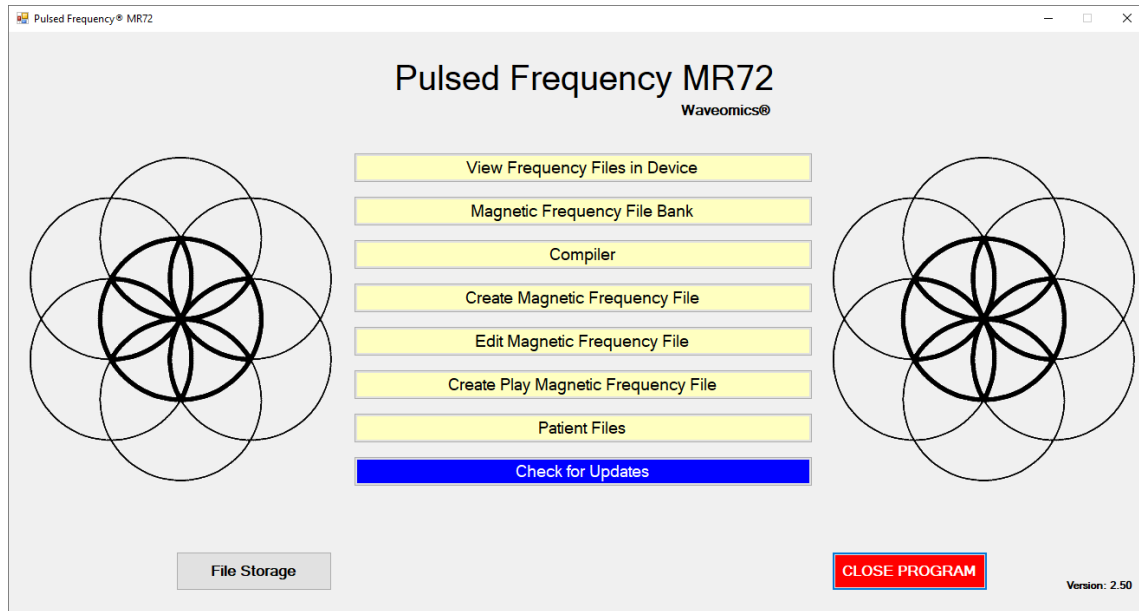 Pulsed Frequency® MR72
Pulsed Frequency MR72
Waveomics®
View Frequency Files in Device
Magnetic Frequency File Bank
Compiler
Create Magnetic Frequency File
Edit Magnetic Frequency File
Create Play Magnetic Frequency File
Patient Files
Check for Updates
File Storage
CLOSE PROGRAM
Version: 2.50